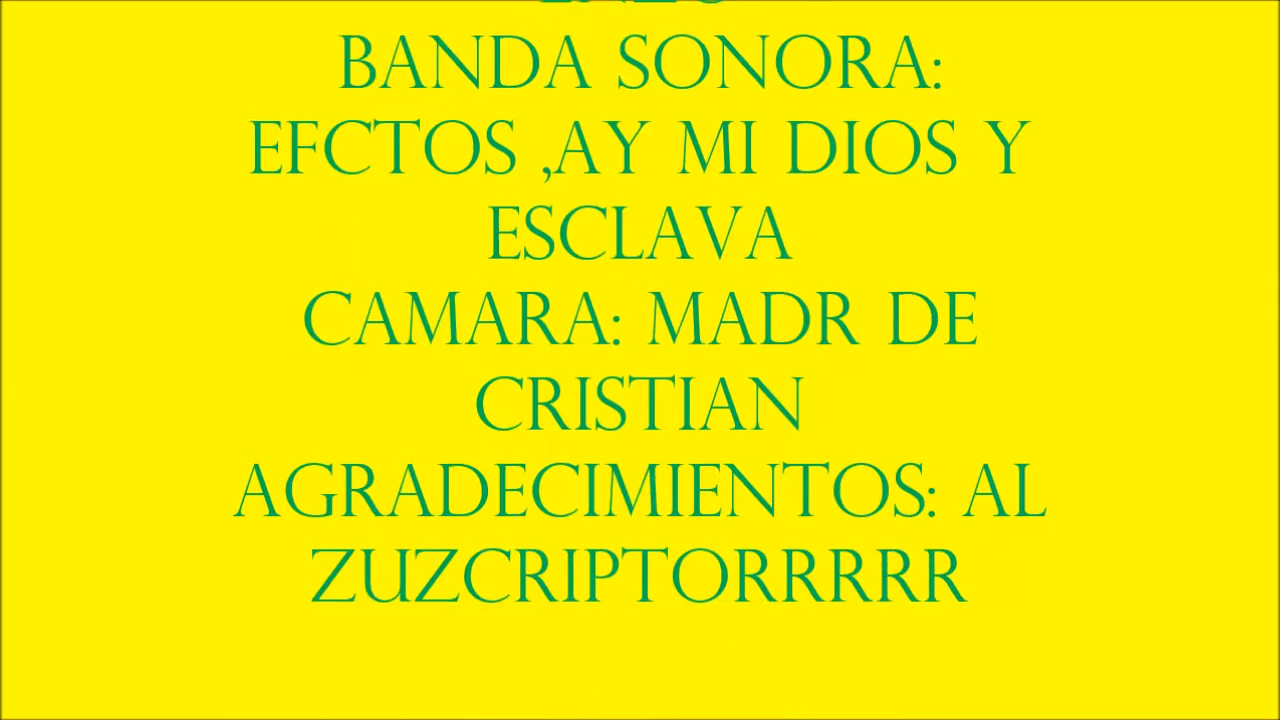 BANDA SONORA:
EFCTOS ,AY MI DIOS Y
ESCLAVA
CAMARA: MADR DE
CRISTIAN
AGRADECIMIENTOS: AL
ZUZCRIPTORRRRR